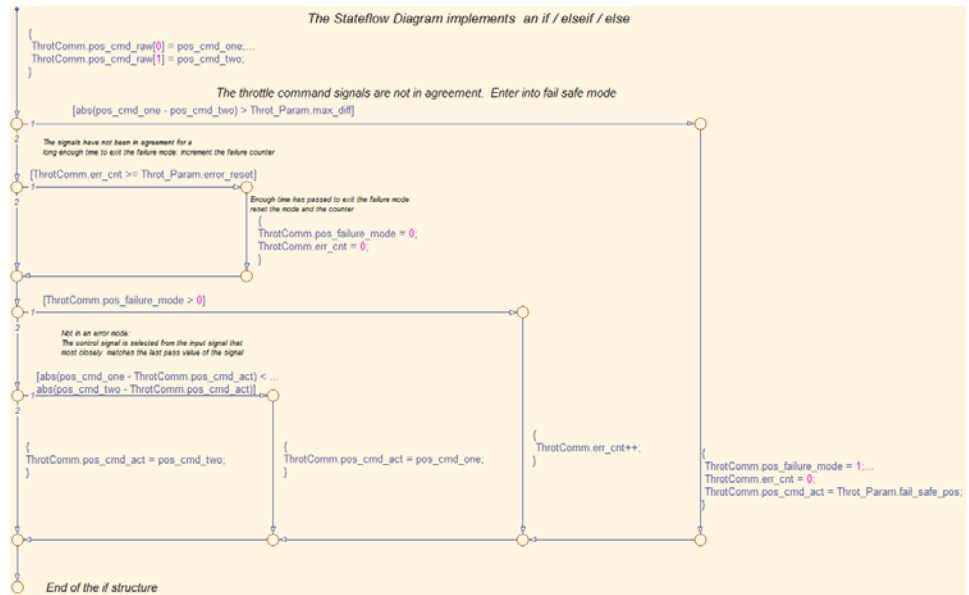 The Stateflow Diagram implements an if / elseif / else
{
ThrotComm.pos_cmd_raw[0] = pos_cmd_one;...
ThrotComm.pos_cmd_raw[1] = pos_cmd_two;
}
The throttle command signals are not in agreement. Enter into fail safe mode
[abs(pos_cmd_one - pos_cmd_two) > Throt_Param.max_diff]
1
2
The signals have not been in agreement for a
long enough time to exit the failure mode: increment the failure counter
[ThrotComm.err_cnt >= Throt_Param.error_reset]
1
2
Enough time has passed to exit the failure mode:
reset the mode and the counter
{
ThrotComm.pos_failure_mode = 0;
ThrotComm.err_cnt = 0;
}
[ThrotComm.pos_failure_mode > 0]
1
2
Not in an error mode:
The control signal is selected from the input signal that
most closely matches the last pass value of the signal
[abs(pos_cmd_one - ThrotComm.pos_cmd_act) < ...
abs(pos_cmd_two - ThrotComm.pos_cmd_act)]
1
2
{
ThrotComm.pos_cmd_act = pos_cmd_two;
}
{
ThrotComm.pos_cmd_act = pos_cmd_one;
}
{
ThrotComm.err_cnt++;
}
{
ThrotComm.pos_failure_mode = 1;...
ThrotComm.err_cnt = 0;
ThrotComm.pos_cmd_act = Throt_Param.fail_safe_pos;
}
End of the if structure